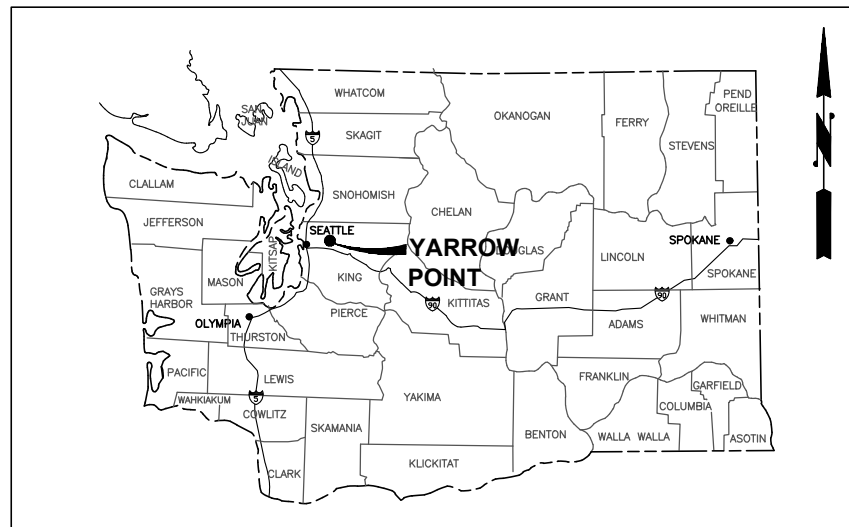 WHATCOM
OKANOGAN
FERRY
PEND
OREILLE
SAN
JUAN
5
SKAGIT
STEVENS
ISLAND
CLALLAM
SNOHOMISH
CHELAN
JEFFERSON
SEATTLE
YARROW
POINT
DOUGLAS
SPOKANE
LINCOLN
KITSAP
MASON
KING
SPOKANE
GRAYS
HARBOR
90
KITTITAS
GRANT
90
PIERCE
OLYMPIA
THURSTON
ADAMS
WHITMAN
PACIFIC
LEWIS
FRANKLIN
GARFIELD
WAHKIAKUM
5
YAKIMA
COLUMBIA
COWLITZ
SKAMANIA
BENTON
WALLA WALLA
ASOTIN
KLICKITAT
CLARK
N